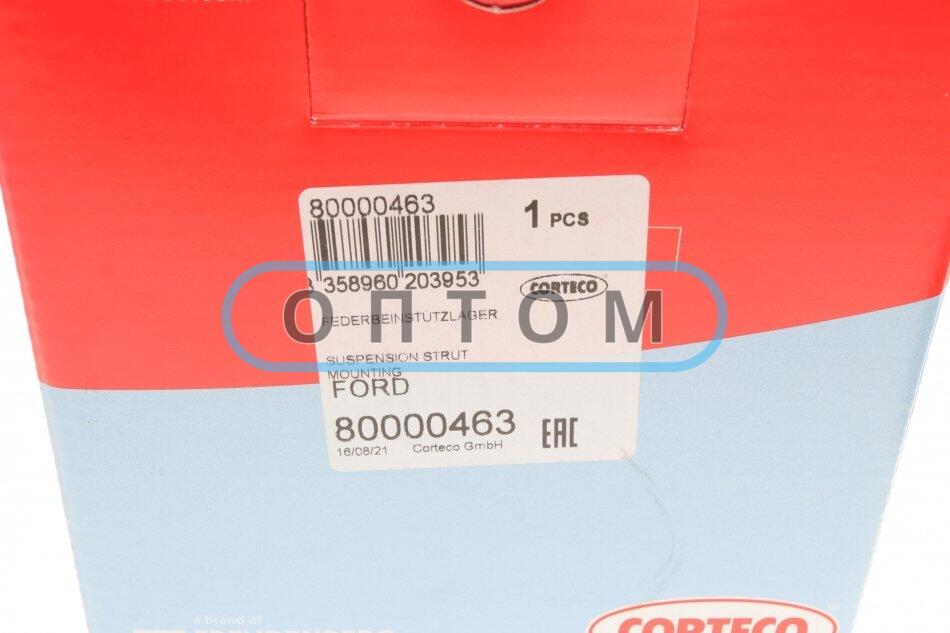 80000463
1 PCS
358960 203953
CORTECO
ОПТОМ
FEDERBEINSTÜTZLAGER
SUSPENSION STRUT
MOUNTING
FORD
80000463
EAC
16/08/21 Corteco GmbH
a brand of
CORTECO
®